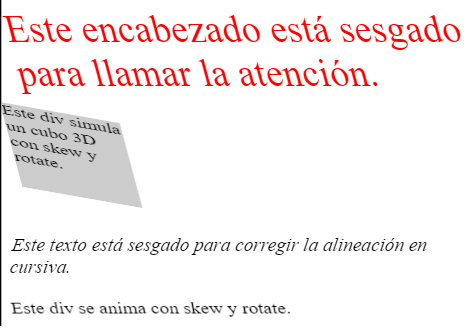 Este encabezado está sesgado
para llamar la atención.
Este div simula
un cubo 3D
con skew y
rotate.
Este texto está sesgado para corregir la alineación en
cursiva.
Este div se anima con skew y rotate.